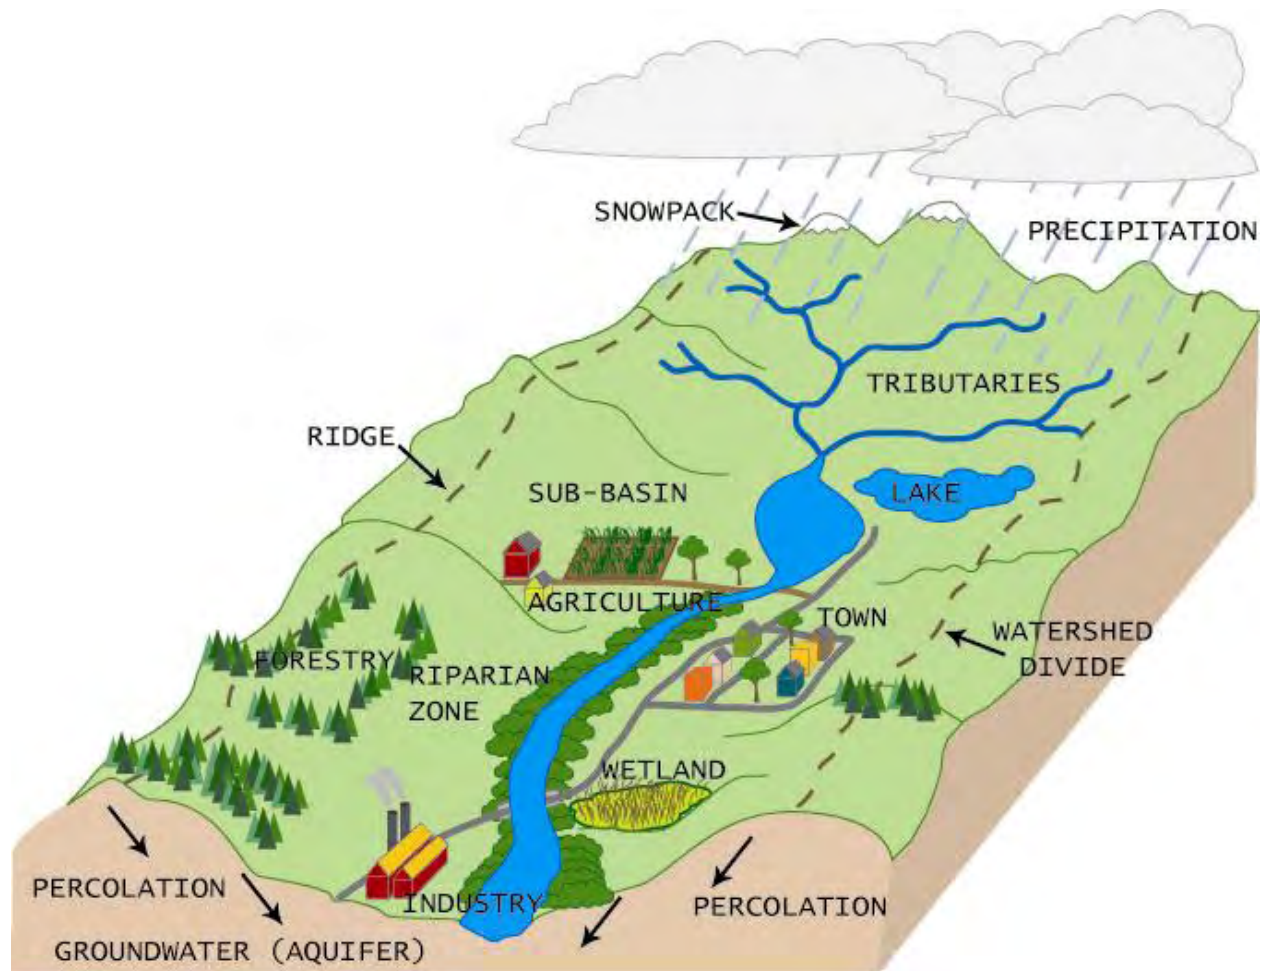 SNOWPACK
PRECIPITATION
TRIBUTARIES
RIDGE
SUB-BASIN
LAKE
AGRICULTURE
TOWN
WATERSHED
DIVIDE
FORESTRY
RIPARIAN
ZONE
WETLAND
PERCOLATION
INDUSTRY
PERCOLATION
GROUNDWATER (AQUIFER)